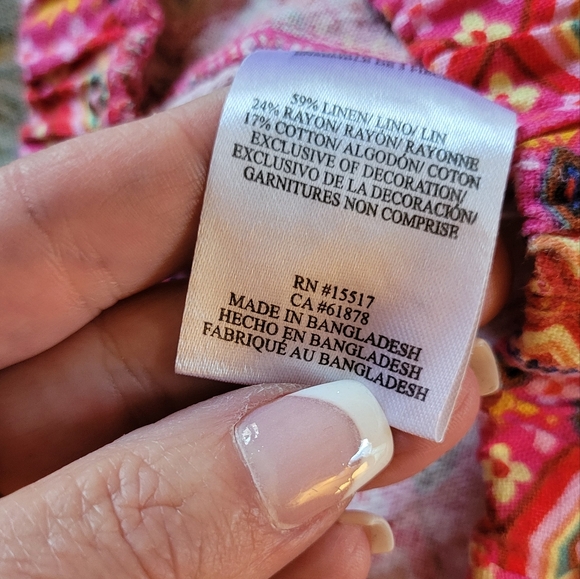 59% LINEN/ LINO/ LIN
24% RAYON/ RAYÓN/ RAYONNE
17% COTTON/ ALGODÓN/ COTON
EXCLUSIVE OF DECORATION/
EXCLUSIVO DE LA DECORACIÓN/
GARNITURES NON COMPRISE
RN #15517
CA #61878
MADE IN BANGLADESH
HECHO EN BANGLADESH
FABRIQUÉ AU BANGLADESH